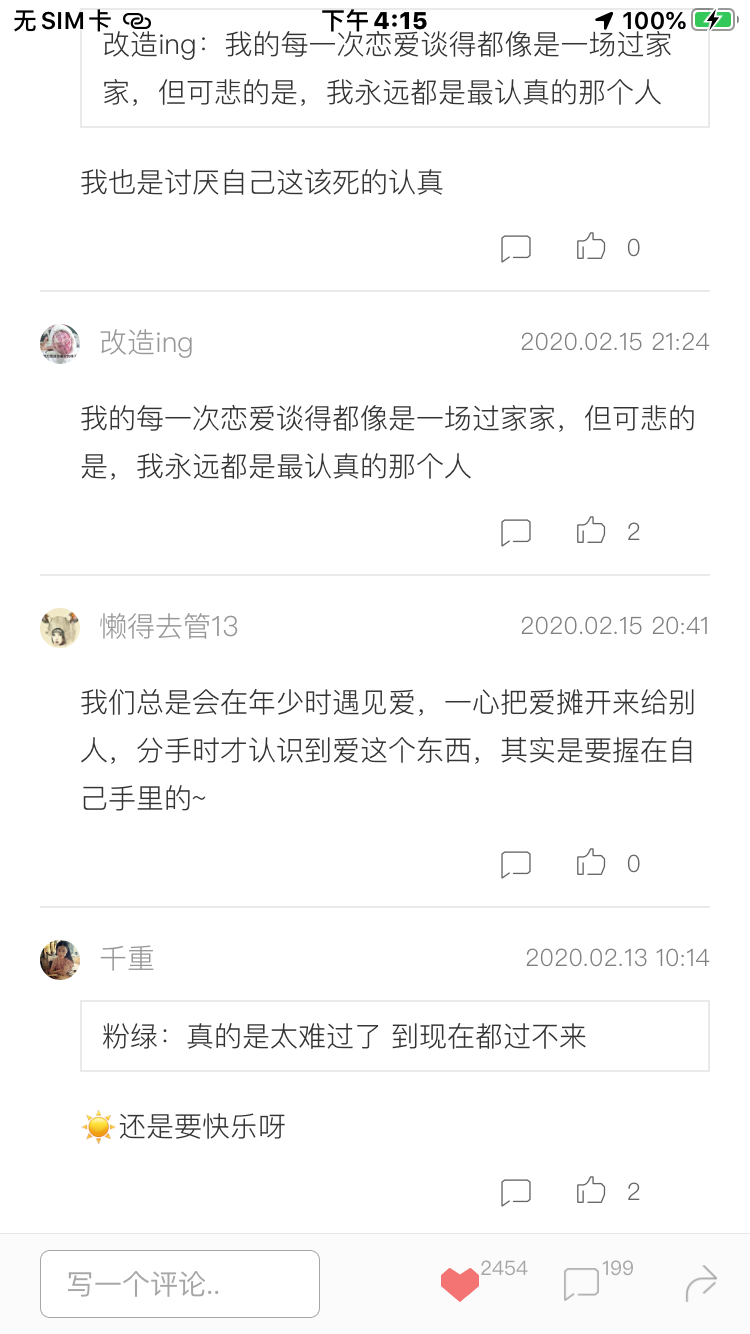 无SIM卡 下午4:15 100%
改造ing：我的每一次恋爱谈得都像是一场过家
家，但可悲的是，我永远都是最认真的那个人
我也是讨厌自己这该死的认真
0
改造ing 2020.02.15 21:24
我的每一次恋爱谈得都像是一场过家家，但可悲的
是，我永远都是最认真的那个人
2
懒得去管13 2020.02.15 20:41
我们总是会在年少时遇见爱，一心把爱摊开来给别
人，分手时才认识到爱这个东西，其实是要握在自
己手里的~
0
千重 2020.02.13 10:14
粉绿：真的是太难过了 到现在都过不来
☀️还是要快乐呀
2
写一个评论.. 2454 199